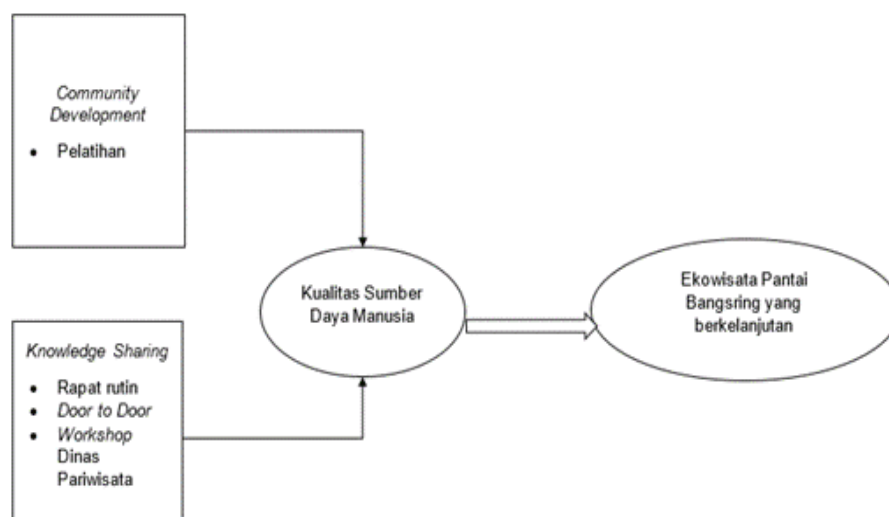 Community
Development
• Pelatihan
Knowledge Sharing
• Rapat rutin
• Door to Door
• Workshop
Dinas
Pariwisata
Kualitas Sumber
Daya Manusia
Ekowisata Pantai
Bangsring yang
berkelanjutan